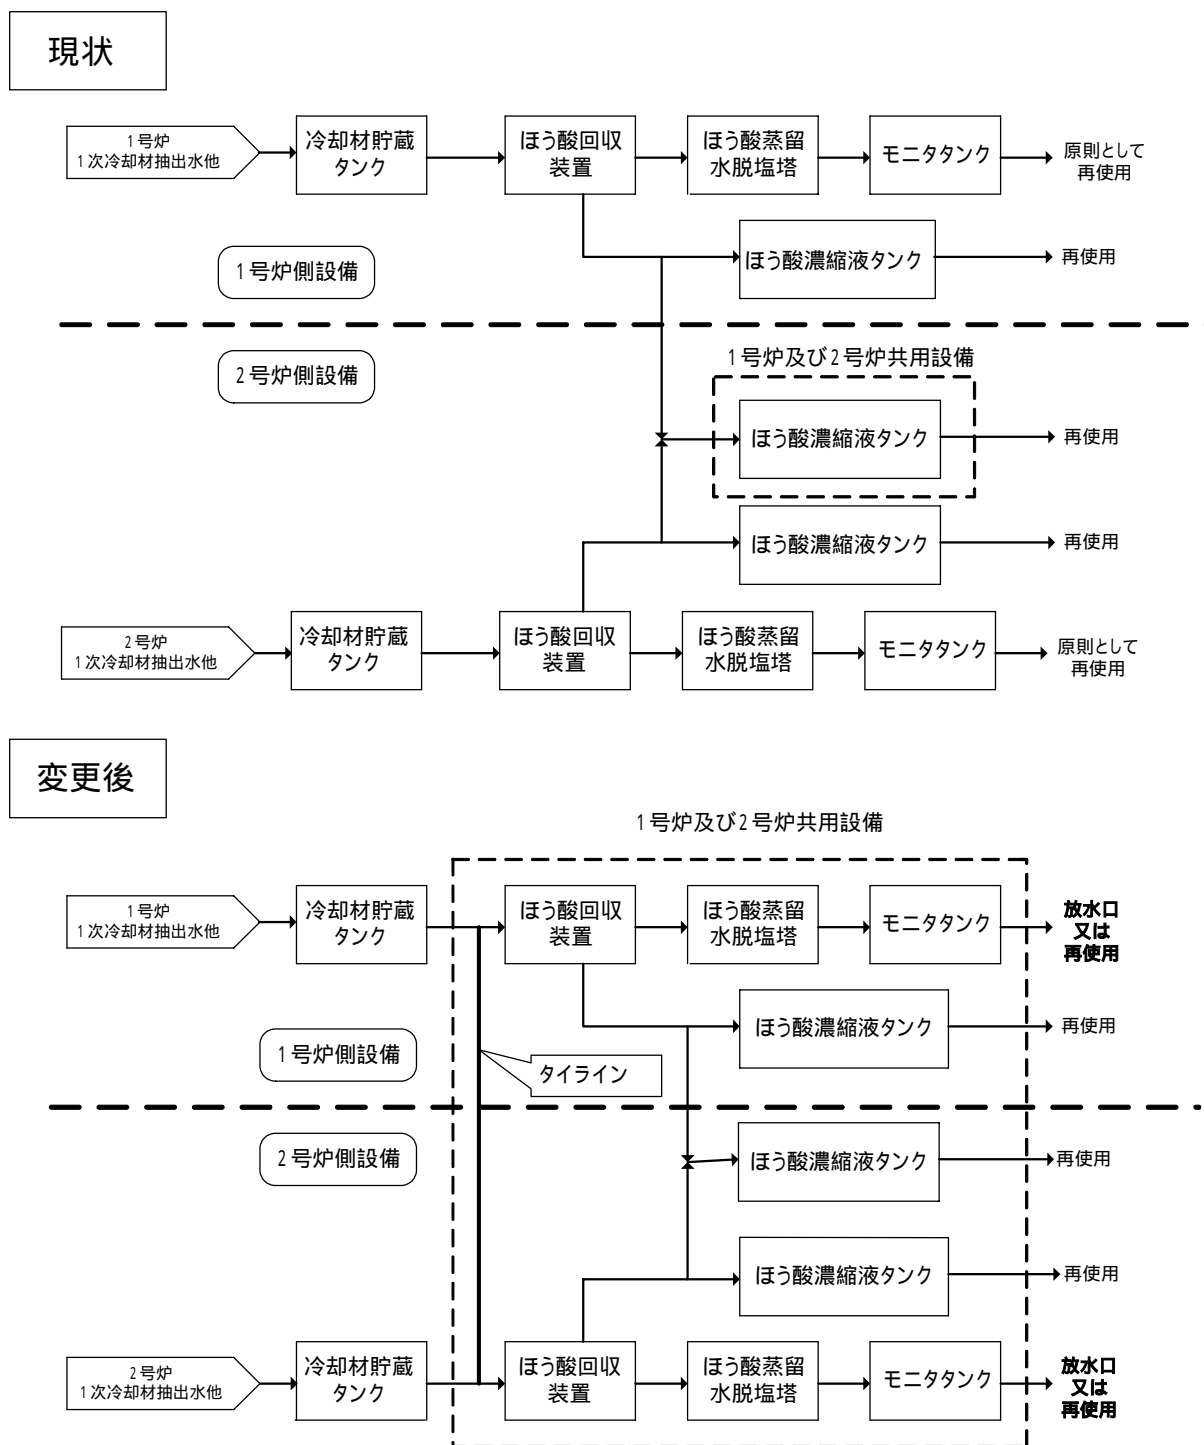 現状
1号炉
1次冷却材抽出水他
冷却材貯蔵
タンク
ほう酸回収
装置
ほう酸蒸留
水脱塩塔
モニタタンク
原則として
再使用
ほう酸濃縮液タンク
再使用
1号炉側設備
2号炉側設備
1号炉及び2号炉共用設備
ほう酸濃縮液タンク
再使用
ほう酸濃縮液タンク
再使用
2号炉
1次冷却材抽出水他
冷却材貯蔵
タンク
ほう酸回収
装置
ほう酸蒸留
水脱塩塔
モニタタンク
原則として
再使用
変更後
1号炉及び2号炉共用設備
1号炉
1次冷却材抽出水他
冷却材貯蔵
タンク
ほう酸回収
装置
ほう酸蒸留
水脱塩塔
モニタタンク
放水口
又は
再使用
ほう酸濃縮液タンク
再使用
1号炉側設備
タイライン
2号炉側設備
ほう酸濃縮液タンク
再使用
ほう酸濃縮液タンク
再使用
2号炉
1次冷却材抽出水他
冷却材貯蔵
タンク
ほう酸回収
装置
ほう酸蒸留
水脱塩塔
モニタタンク
放水口
又は
再使用